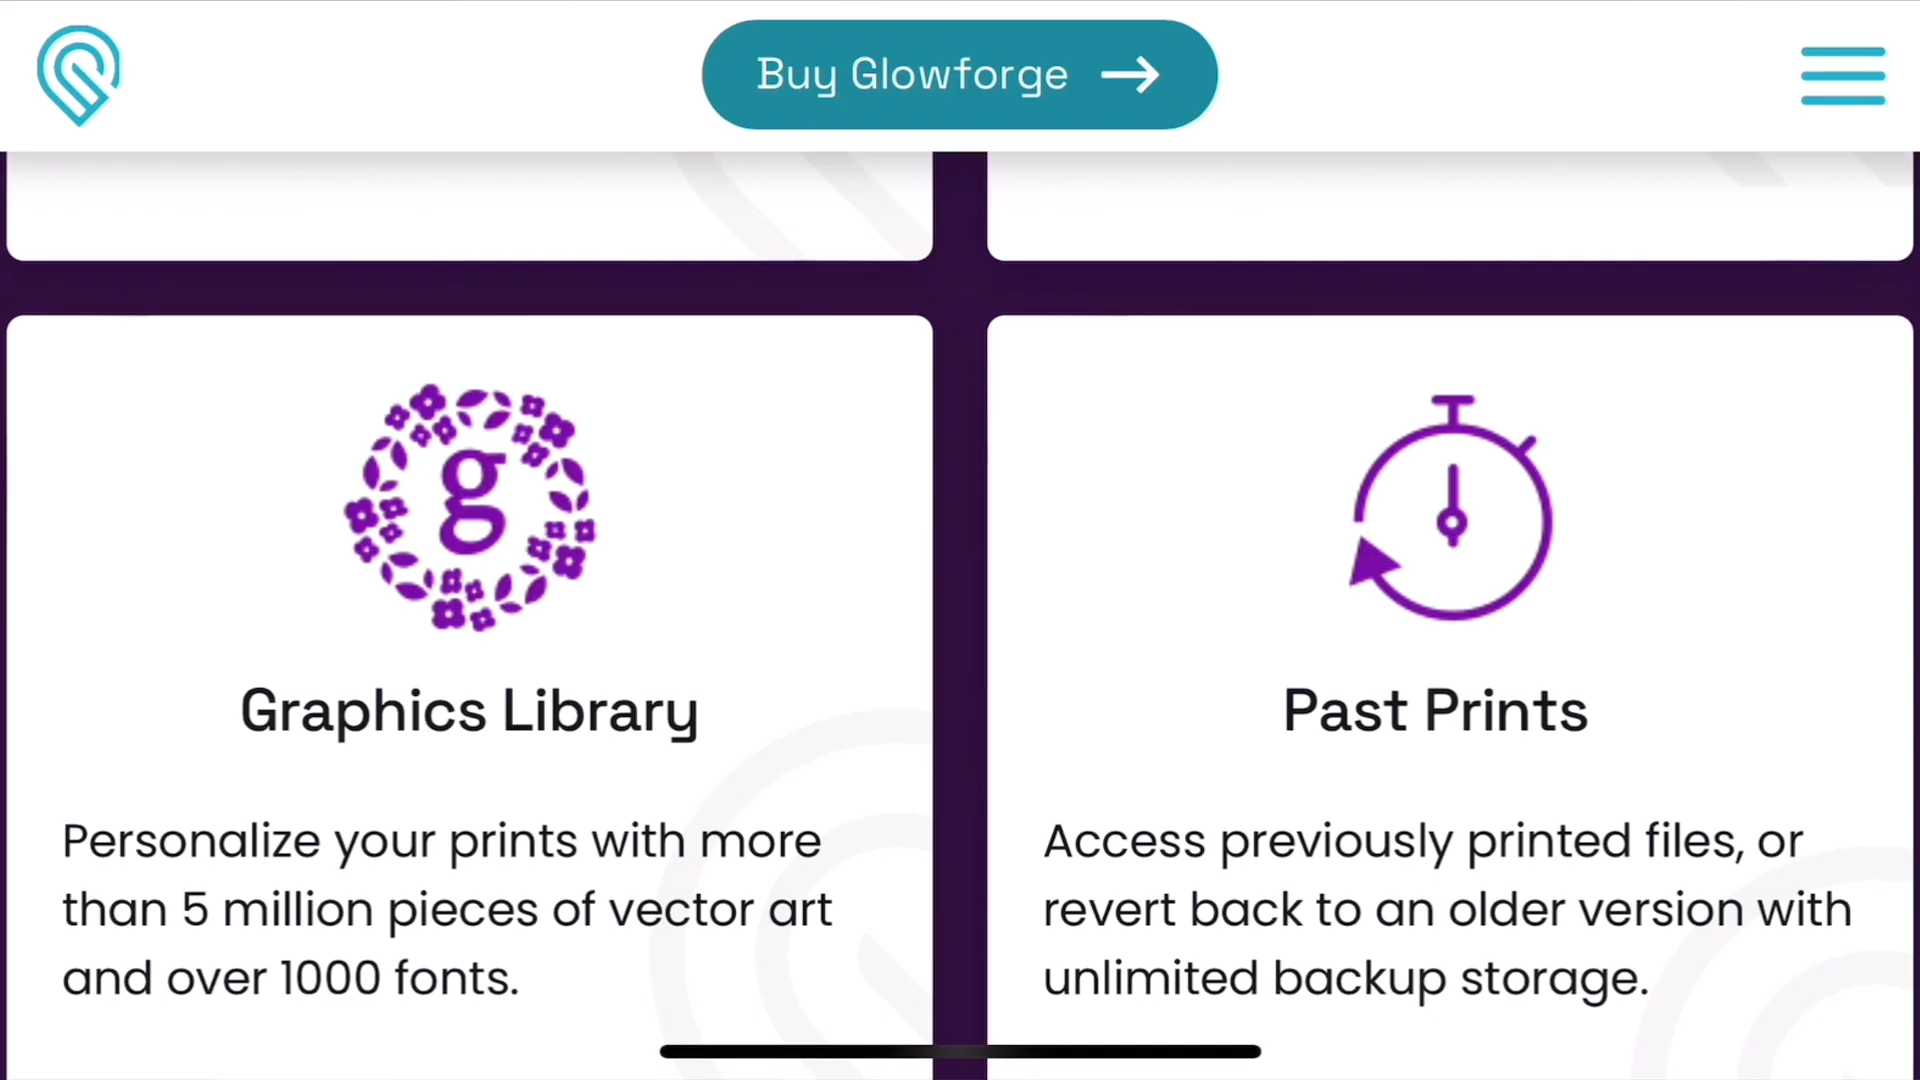 Buy Glowforge
g
Graphics Library
Personalize your prints with more
than 5 million pieces of vector art
and over 1000 fonts.
Past Prints
Access previously printed files, or
revert back to an older version with
unlimited backup storage.